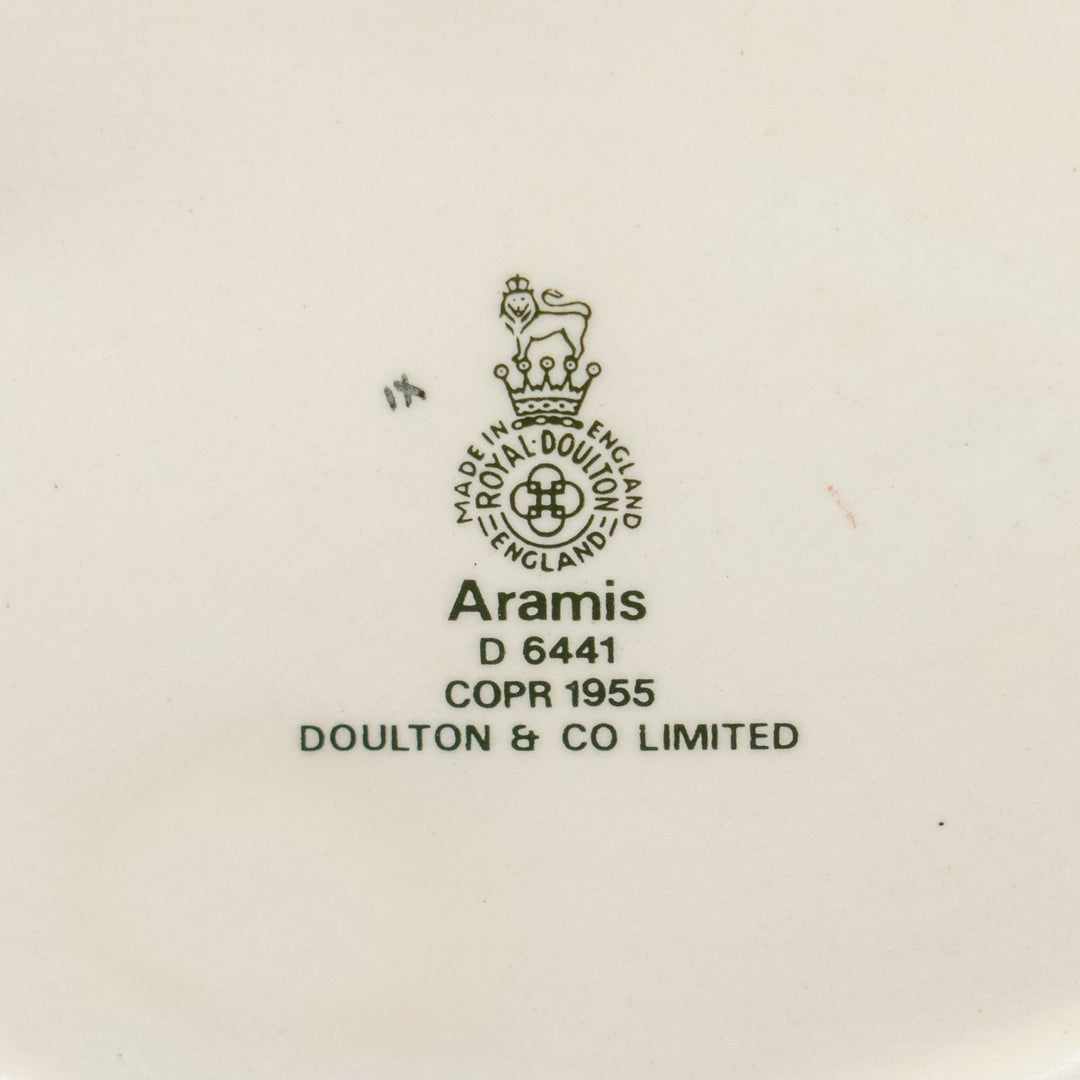 MADE IN ENGLAND
ROYAL·DOULTON
ENGLAND
Aramis
D 6441
COPR 1955
DOULTON & CO LIMITED